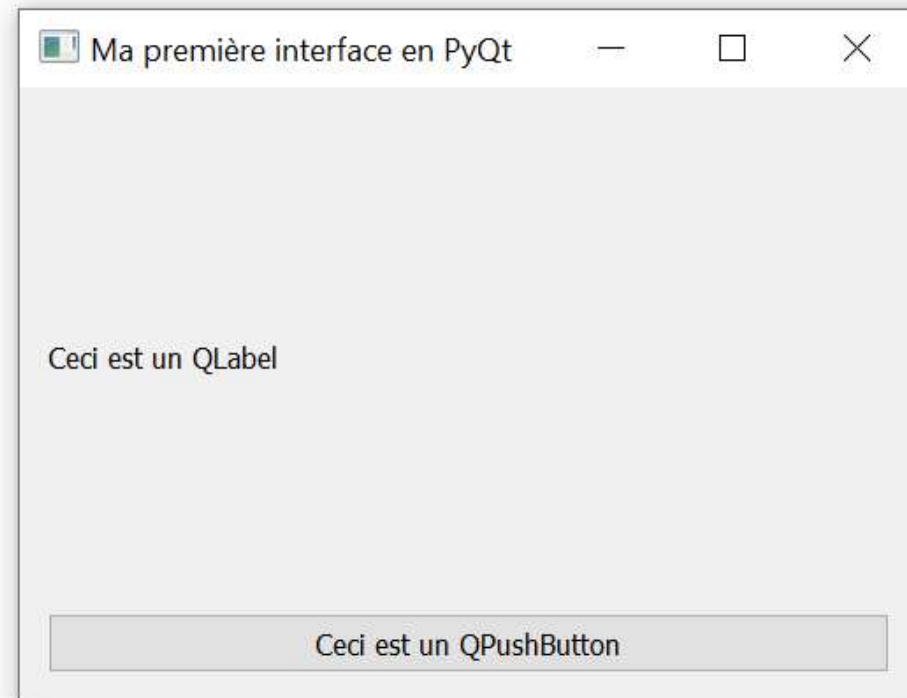 Ma première interface en PyQt
Ceci est un QLabel
Ceci est un QPushButton